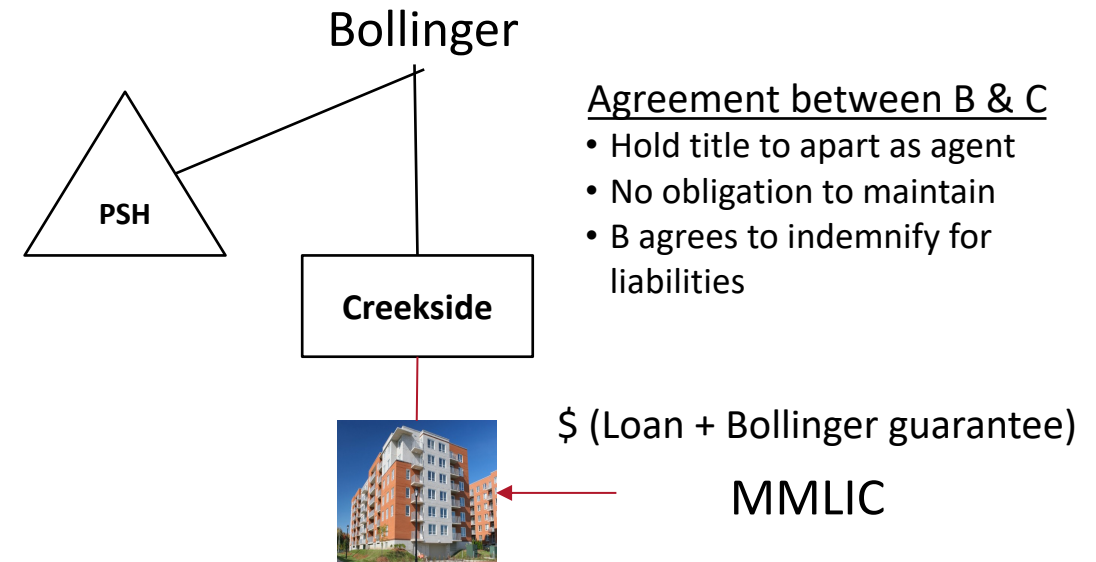 Bollinger
PSH
Creekside
Agreement between B & C
• Hold title to apart as agent
• No obligation to maintain
• B agrees to indemnify for
liabilities
$ (Loan + Bollinger guarantee)
MMLIC